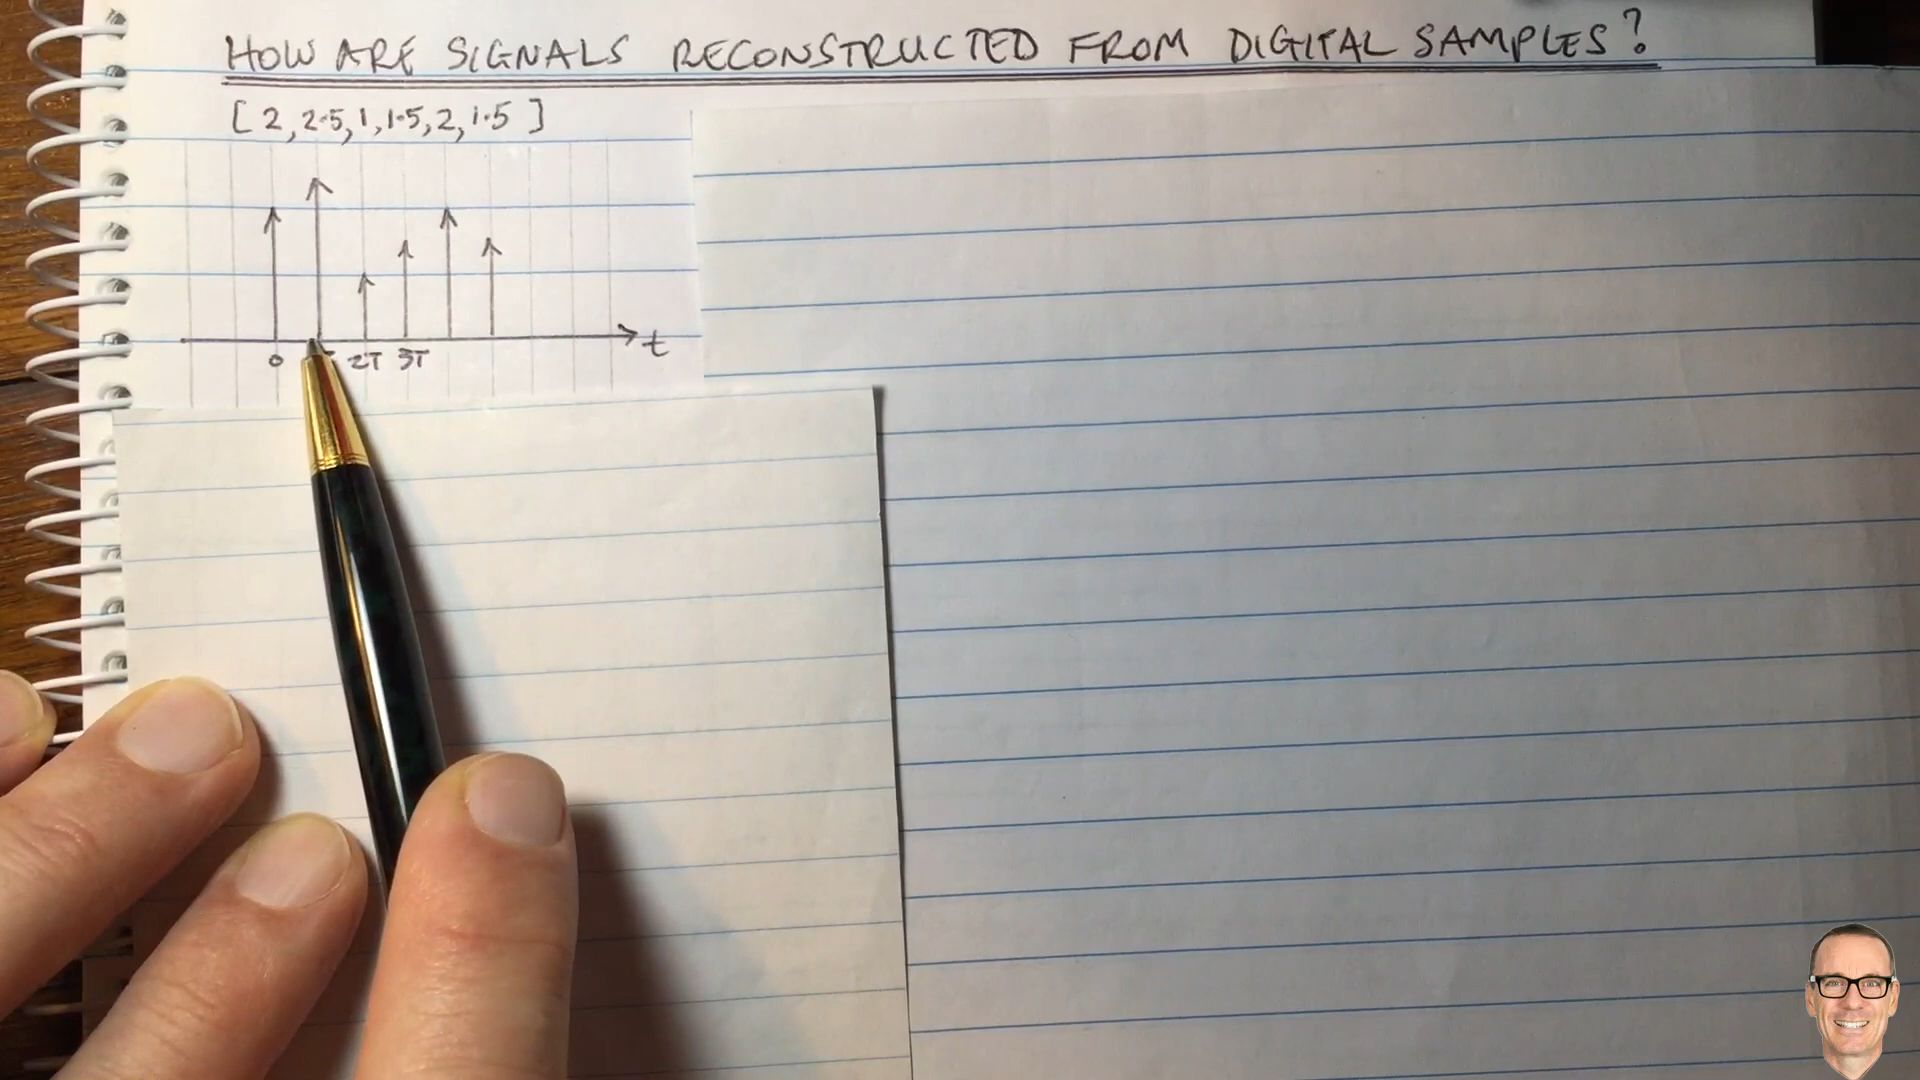 HOW ARE SIGNALS RECONSTRUCTED FROM DIGITAL SAMPLES?
[ 2, 2.5, 1, 1.5, 2, 1.5 ]
t
0 2T 3T